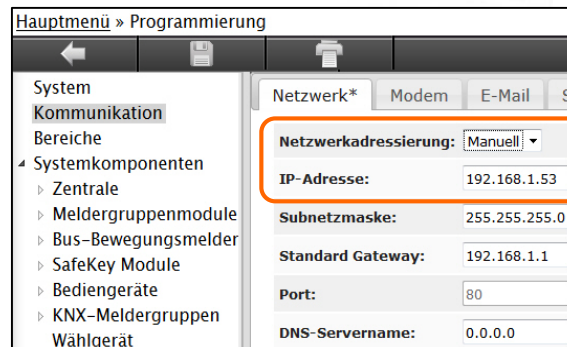 Hauptmenü » Programmierung
System
Kommunikation
Bereiche
Systemkomponenten
Zentrale
Meldergruppenmodule
Bus-Bewegungsmelder
SafeKey Module
Bediengeräte
KNX-Meldergruppen
Wählgerät
Netzwerk* Modem E-Mail S
Netzwerkadressierung: Manuell
IP-Adresse: 192.168.1.53
Subnetzmaske: 255.255.255.0
Standard Gateway: 192.168.1.1
Port: 80
DNS-Servername: 0.0.0.0